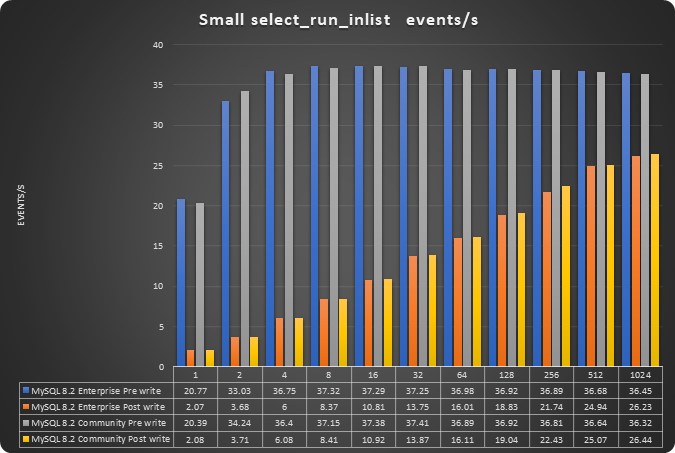 Small select_run_inlist events/s
40
35
30
25
20
15
10
5
0
EVENTS/S
1 2 4 8 16 32 64 128 256 512 1024
MySQL 8.2 Enterprise Pre write 20.77 33.03 36.75 37.32 37.29 37.25 36.98 36.92 36.89 36.68 36.45
MySQL 8.2 Enterprise Post write 2.07 3.68 6 8.37 10.81 13.75 16.01 18.83 21.74 24.94 26.23
MySQL 8.2 Community Pre write 20.39 34.24 36.4 37.15 37.38 37.41 36.89 36.92 36.81 36.64 36.32
MySQL 8.2 Community Post write 2.08 3.71 6.08 8.41 10.92 13.87 16.11 19.04 22.43 25.07 26.44